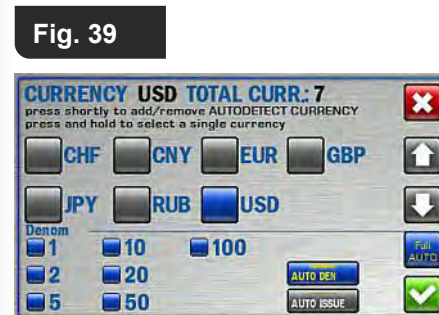 Fig. 39
CURRENCY USD TOTAL CURR.: 7
press shortly to add/remove AUTODETECT CURRENCY
press and hold to select a single currency
CHF CNY EUR GBP
JPY RUB USD
Denom
1 10 100
Full AUTO
2 20 AUTO DEN
5 50 AUTO ISSUE